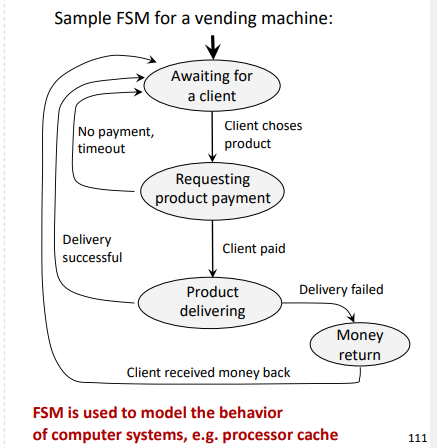 Sample FSM for a vending machine:
Awaiting for
a client
No payment,
timeout
Client choses
product
Requesting
product payment
Delivery
successful
Client paid
Product
delivering
Delivery failed
Money
return
Client received money back
FSM is used to model the behavior
of computer systems, e.g. processor cache
111